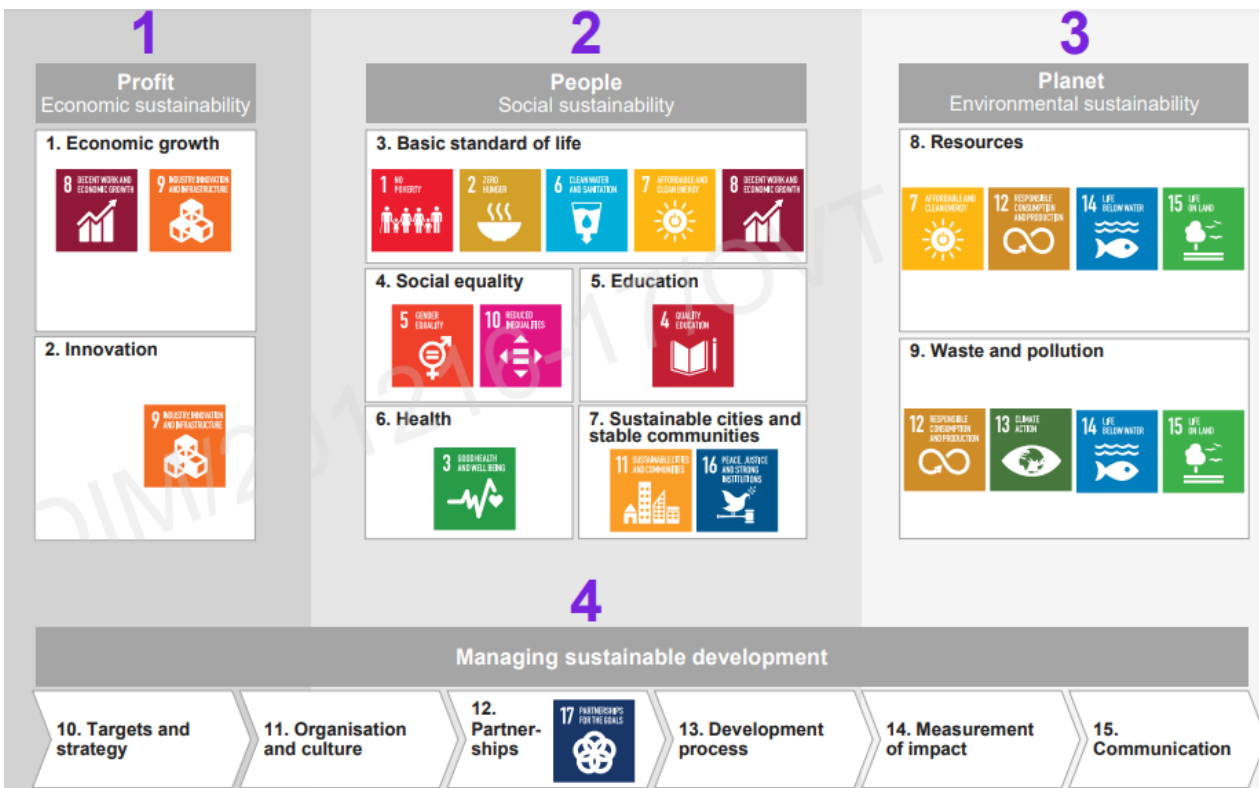 1
2
3
Profit
Economic sustainability
People
Social sustainability
Planet
Environmental sustainability
1. Economic growth
8 DECENT WORK AND
ECONOMIC GROWTH
9 INDUSTRY, INNOVATION
AND INFRASTRUCTURE
2. Innovation
9 INDUSTRY, INNOVATION
AND INFRASTRUCTURE
3. Basic standard of life
1 NO
POVERTY
2 ZERO
HUNGER
6 CLEAN WATER
AND SANITATION
7 AFFORDABLE AND
CLEAN ENERGY
8 DECENT WORK AND
ECONOMIC GROWTH
4. Social equality
5 GENDER
EQUALITY
10 REDUCED
INEQUALITIES
5. Education
4 QUALITY
EDUCATION
6. Health
3 GOOD HEALTH
AND WELL-BEING
7. Sustainable cities and
stable communities
11 SUSTAINABLE CITIES
AND COMMUNITIES
16 PEACE, JUSTICE
AND STRONG
INSTITUTIONS
8. Resources
7 AFFORDABLE AND
CLEAN ENERGY
12 RESPONSIBLE
CONSUMPTION
AND PRODUCTION
14 LIFE
BELOW WATER
15 LIFE
ON LAND
9. Waste and pollution
12 RESPONSIBLE
CONSUMPTION
AND PRODUCTION
13 CLIMATE
ACTION
14 LIFE
BELOW WATER
15 LIFE
ON LAND
DIM/201216-17/OVT
4
Managing sustainable development
10. Targets and
strategy
11. Organisation
and culture
12.
Partner-
ships
17 PARTNERSHIPS
FOR THE GOALS
13. Development
process
14. Measurement
of impact
15.
Communication